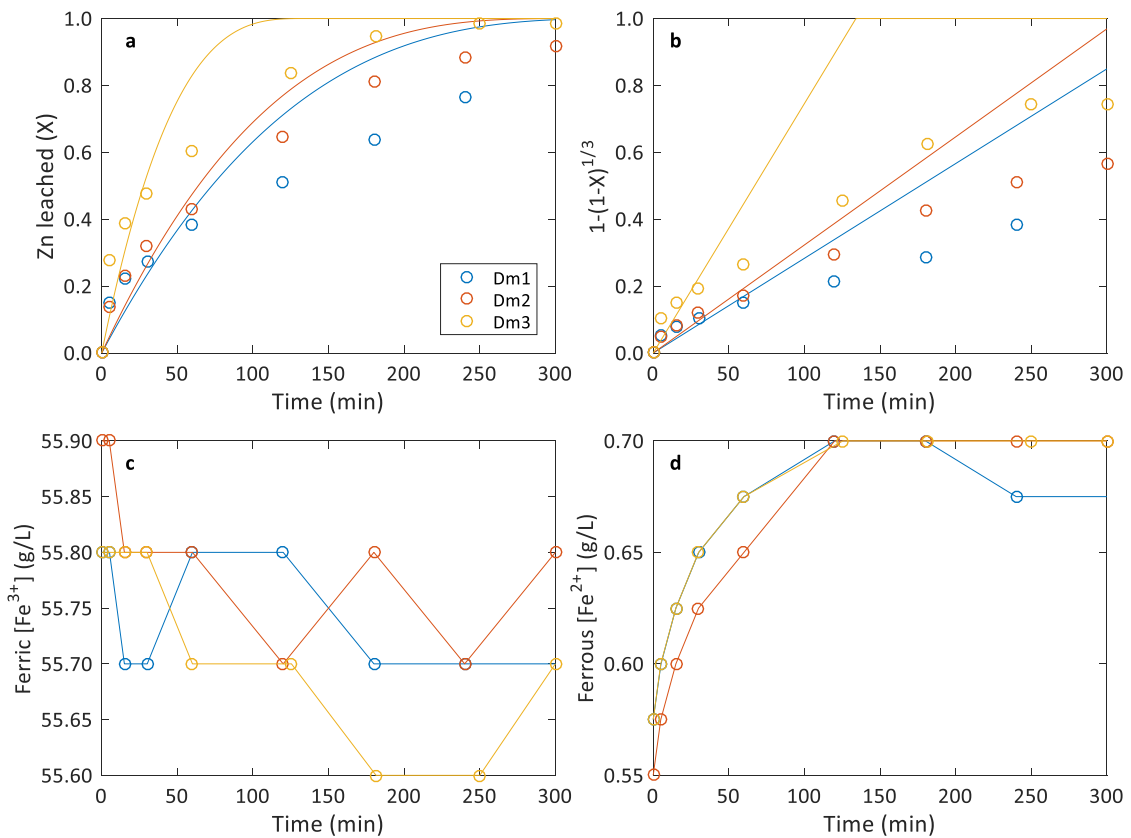 a
Zn leached (X)
1.0
0.8
0.6
0.4
0.2
0.0
0 50 100 150 200 250 300
Time (min)
Dm1
Dm2
Dm3
b
1-(1-X)^{1/3}
1.0
0.8
0.6
0.4
0.2
0.0
0 50 100 150 200 250 300
Time (min)
c
Ferric [Fe³⁺] (g/L)
55.90
55.85
55.80
55.75
55.70
55.65
55.60
0 50 100 150 200 250 300
Time (min)
d
Ferrous [Fe²⁺] (g/L)
0.70
0.65
0.60
0.55
0 50 100 150 200 250 300
Time (min)